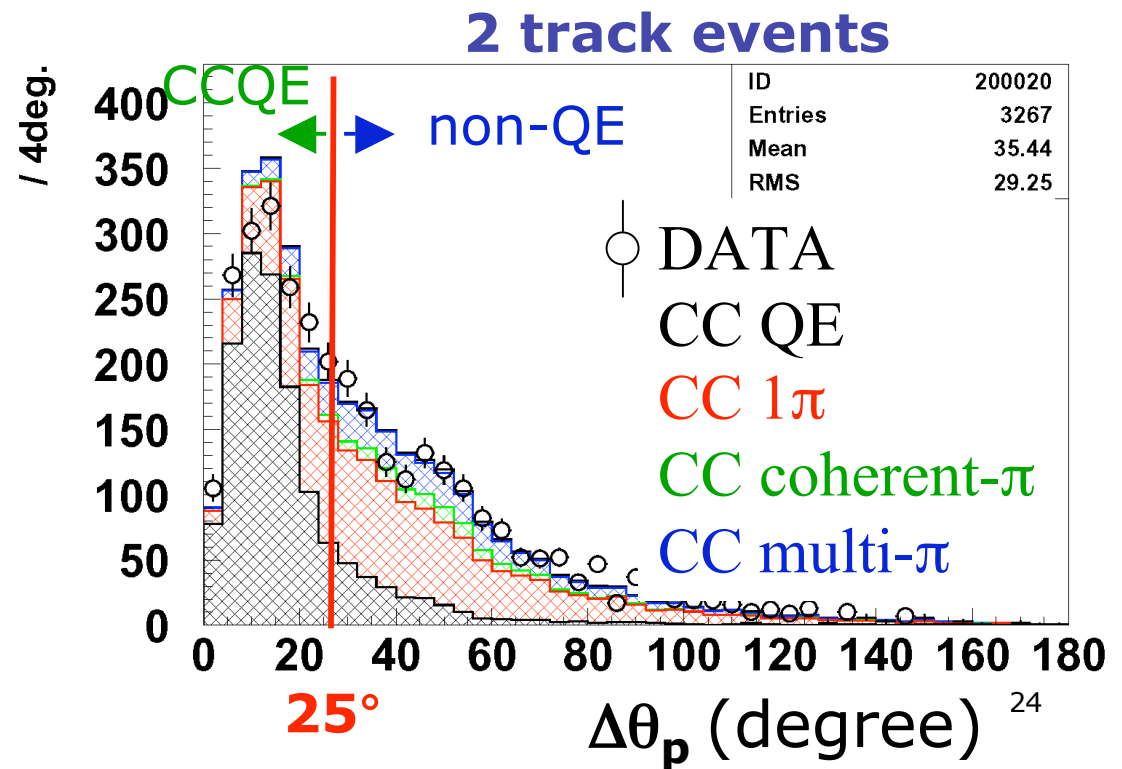 2 track events
/ 4deg.
CCQE
non-QE
ID 200020
Entries 3267
Mean 35.44
RMS 29.25
DATA
CC QE
CC 1π
CC coherent-π
CC multi-π
400
350
300
250
200
150
100
50
0
0 20 40 60 80 100 120 140 160 180
25°
Δθp (degree)
24